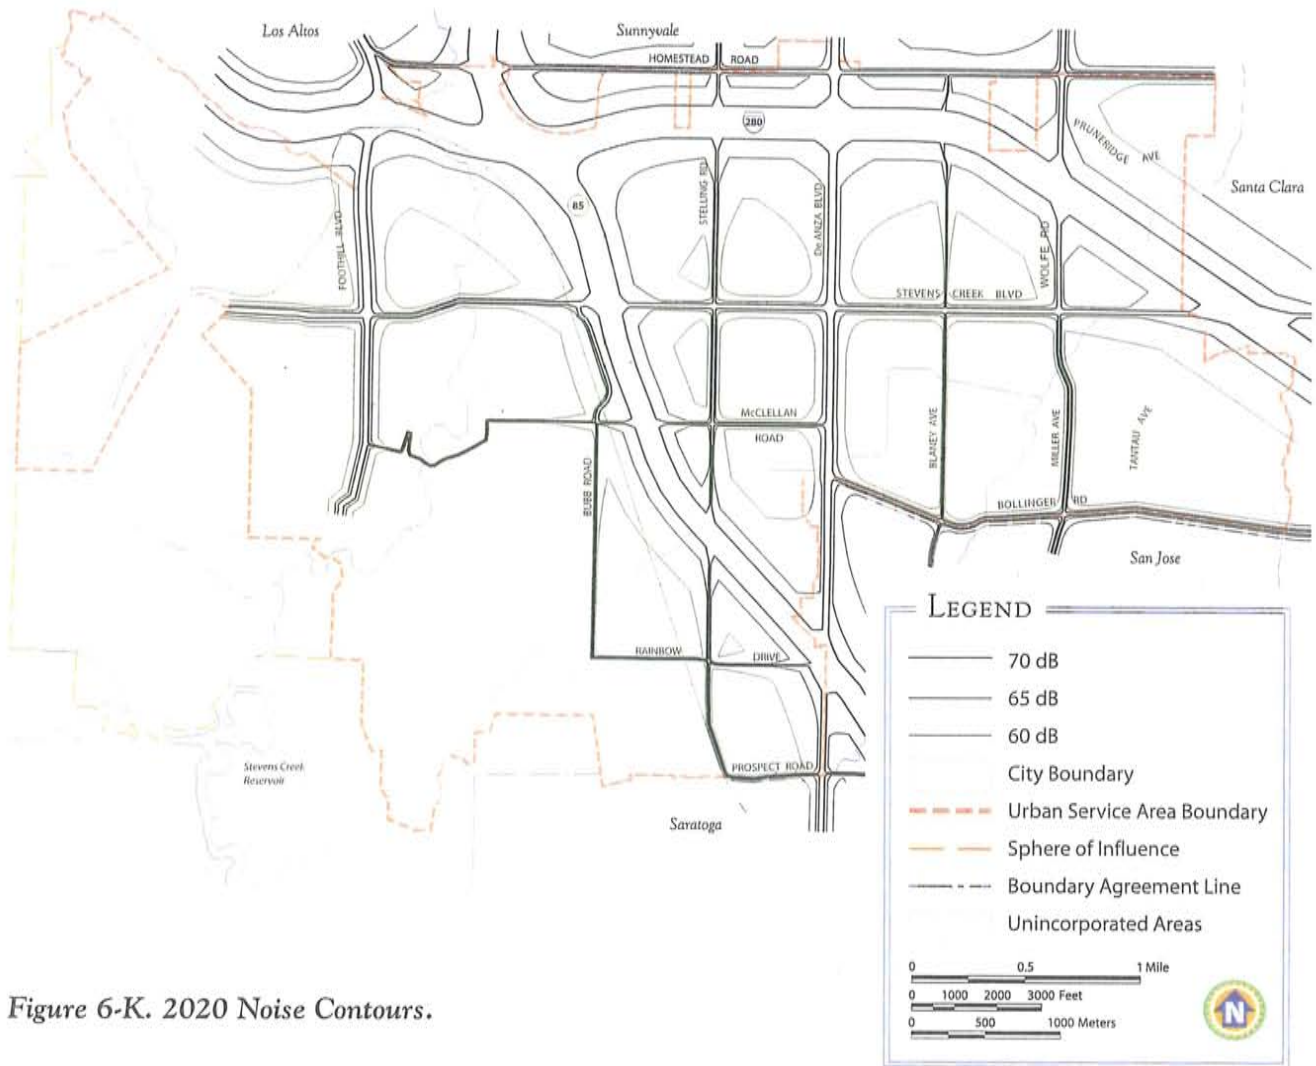 Los Altos
Sunnyvale
HOMESTEAD ROAD
280
PRUNERIDGE AVE
Santa Clara
85
STELLING RD
De ANZA BLVD
FOOTHILL BLVD
WOLFE RD
STEVENS CREEK BLVD
McCLELLAN
ROAD
BLANEY AVE
MILLER AVE
TANTAU AVE
BUBB ROAD
BOLLINGER RD
San Jose
RAINBOW DRIVE
Stevens Creek
Reservoir
PROSPECT ROAD
Saratoga
LEGEND
70 dB
65 dB
60 dB
City Boundary
Urban Service Area Boundary
Sphere of Influence
Boundary Agreement Line
Unincorporated Areas
0 0.5 1 Mile
0 1000 2000 3000 Feet
0 500 1000 Meters
N
Figure 6-K. 2020 Noise Contours.